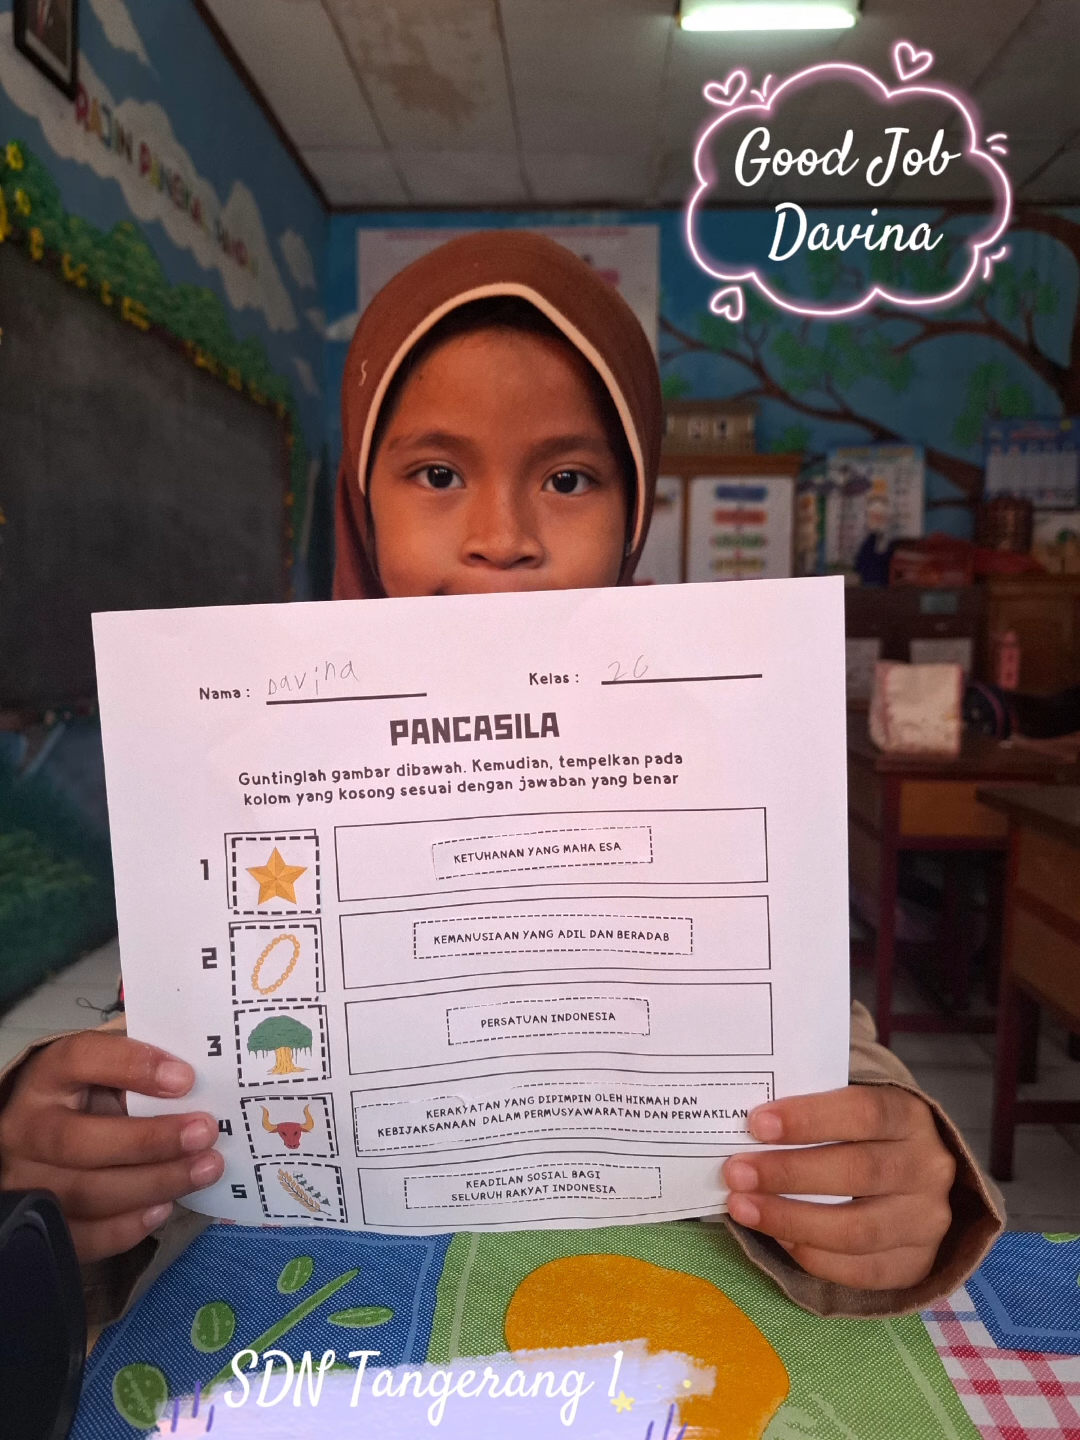 Good Job
Davina
RAJIN PANGKAL PANDAI
Nama : Davina
Kelas : 2C
PANCASILA
Guntinglah gambar dibawah. Kemudian, tempelkan pada
kolom yang kosong sesuai dengan jawaban yang benar
1 KETUHANAN YANG MAHA ESA
2 KEMANUSIAAN YANG ADIL DAN BERADAB
3 PERSATUAN INDONESIA
4 KERAKYATAN YANG DIPIMPIN OLEH HIKMAH DAN
KEBIJAKSANAAN DALAM PERMUSYAWARATAN DAN PERWAKILAN
5 KEADILAN SOSIAL BAGI
SELURUH RAKYAT INDONESIA
SDN Tangerang 1